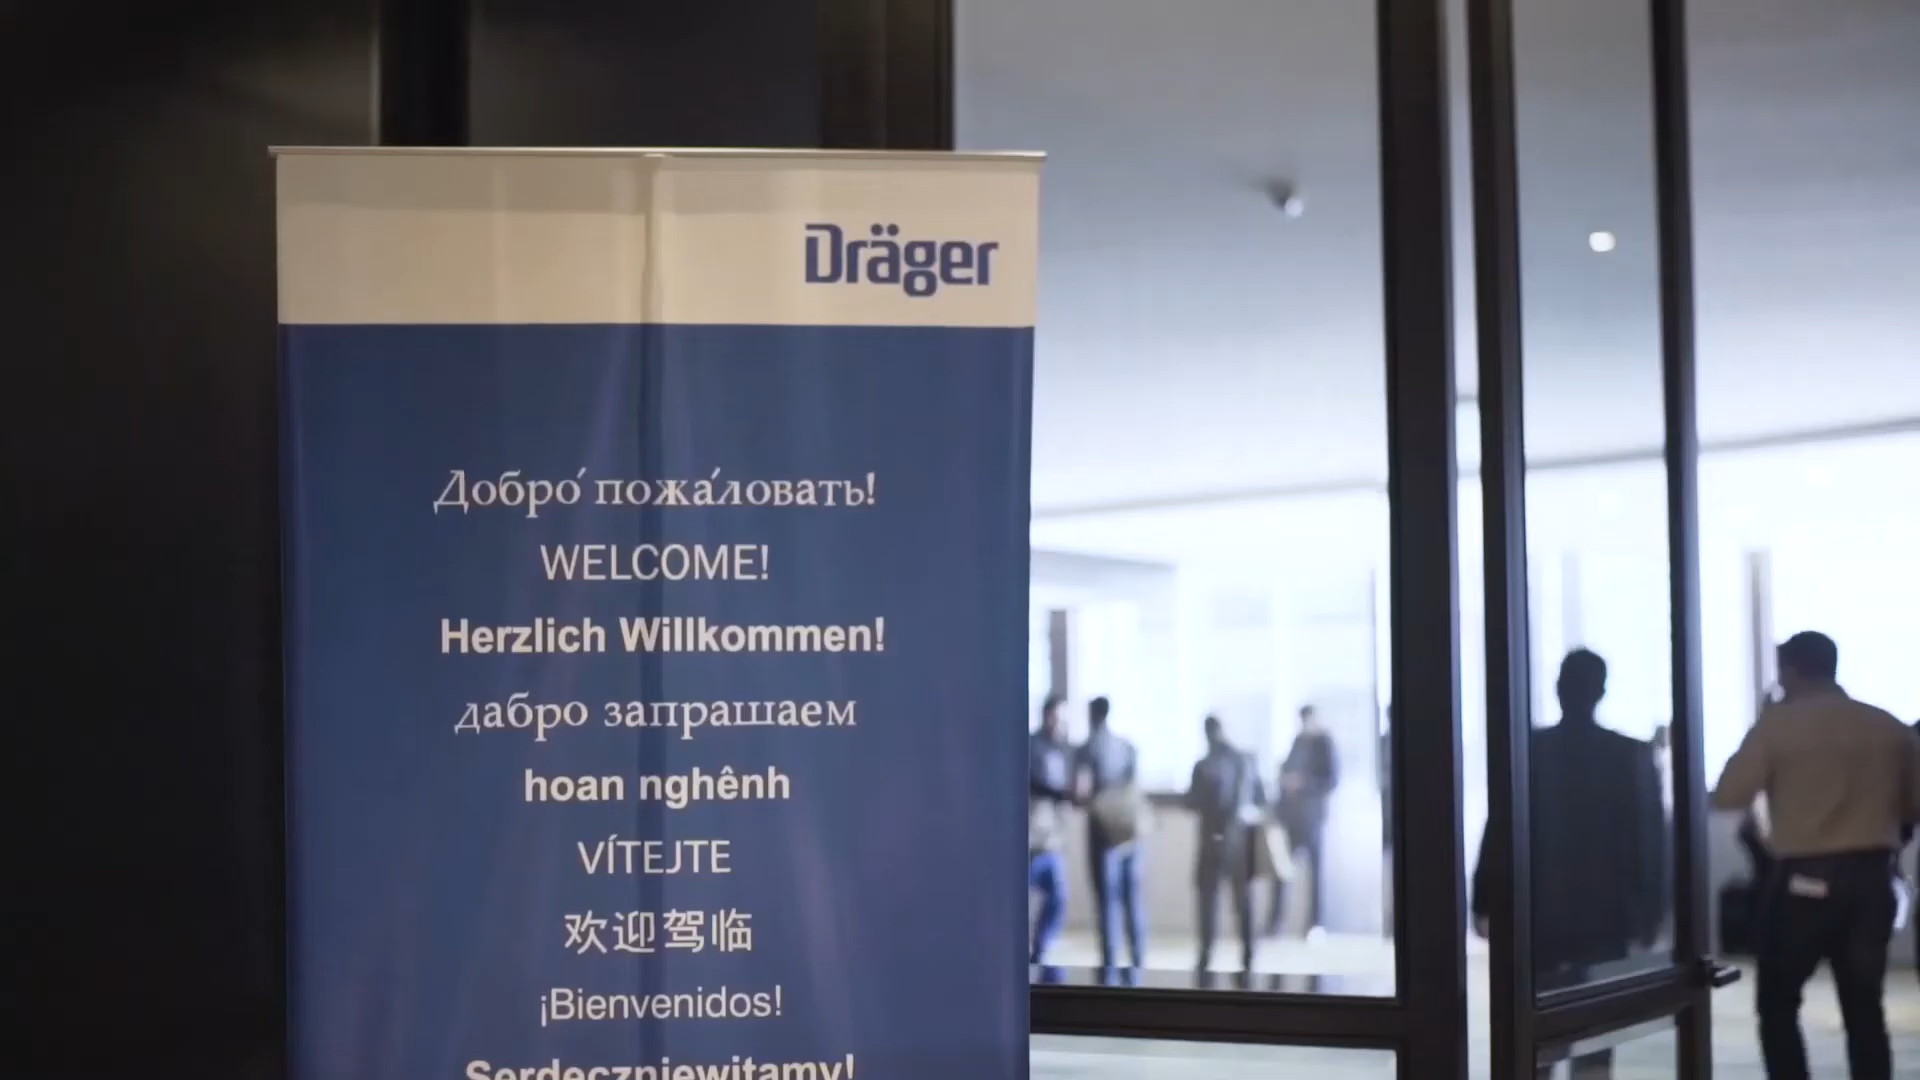 Dräger
Добро́ пожа́ловать!
WELCOME!
Herzlich Willkommen!
дабро запрашаем
hoan nghênh
VÍTEJTE
欢迎驾临
¡Bienvenidos!
Serdeczniewitamy!